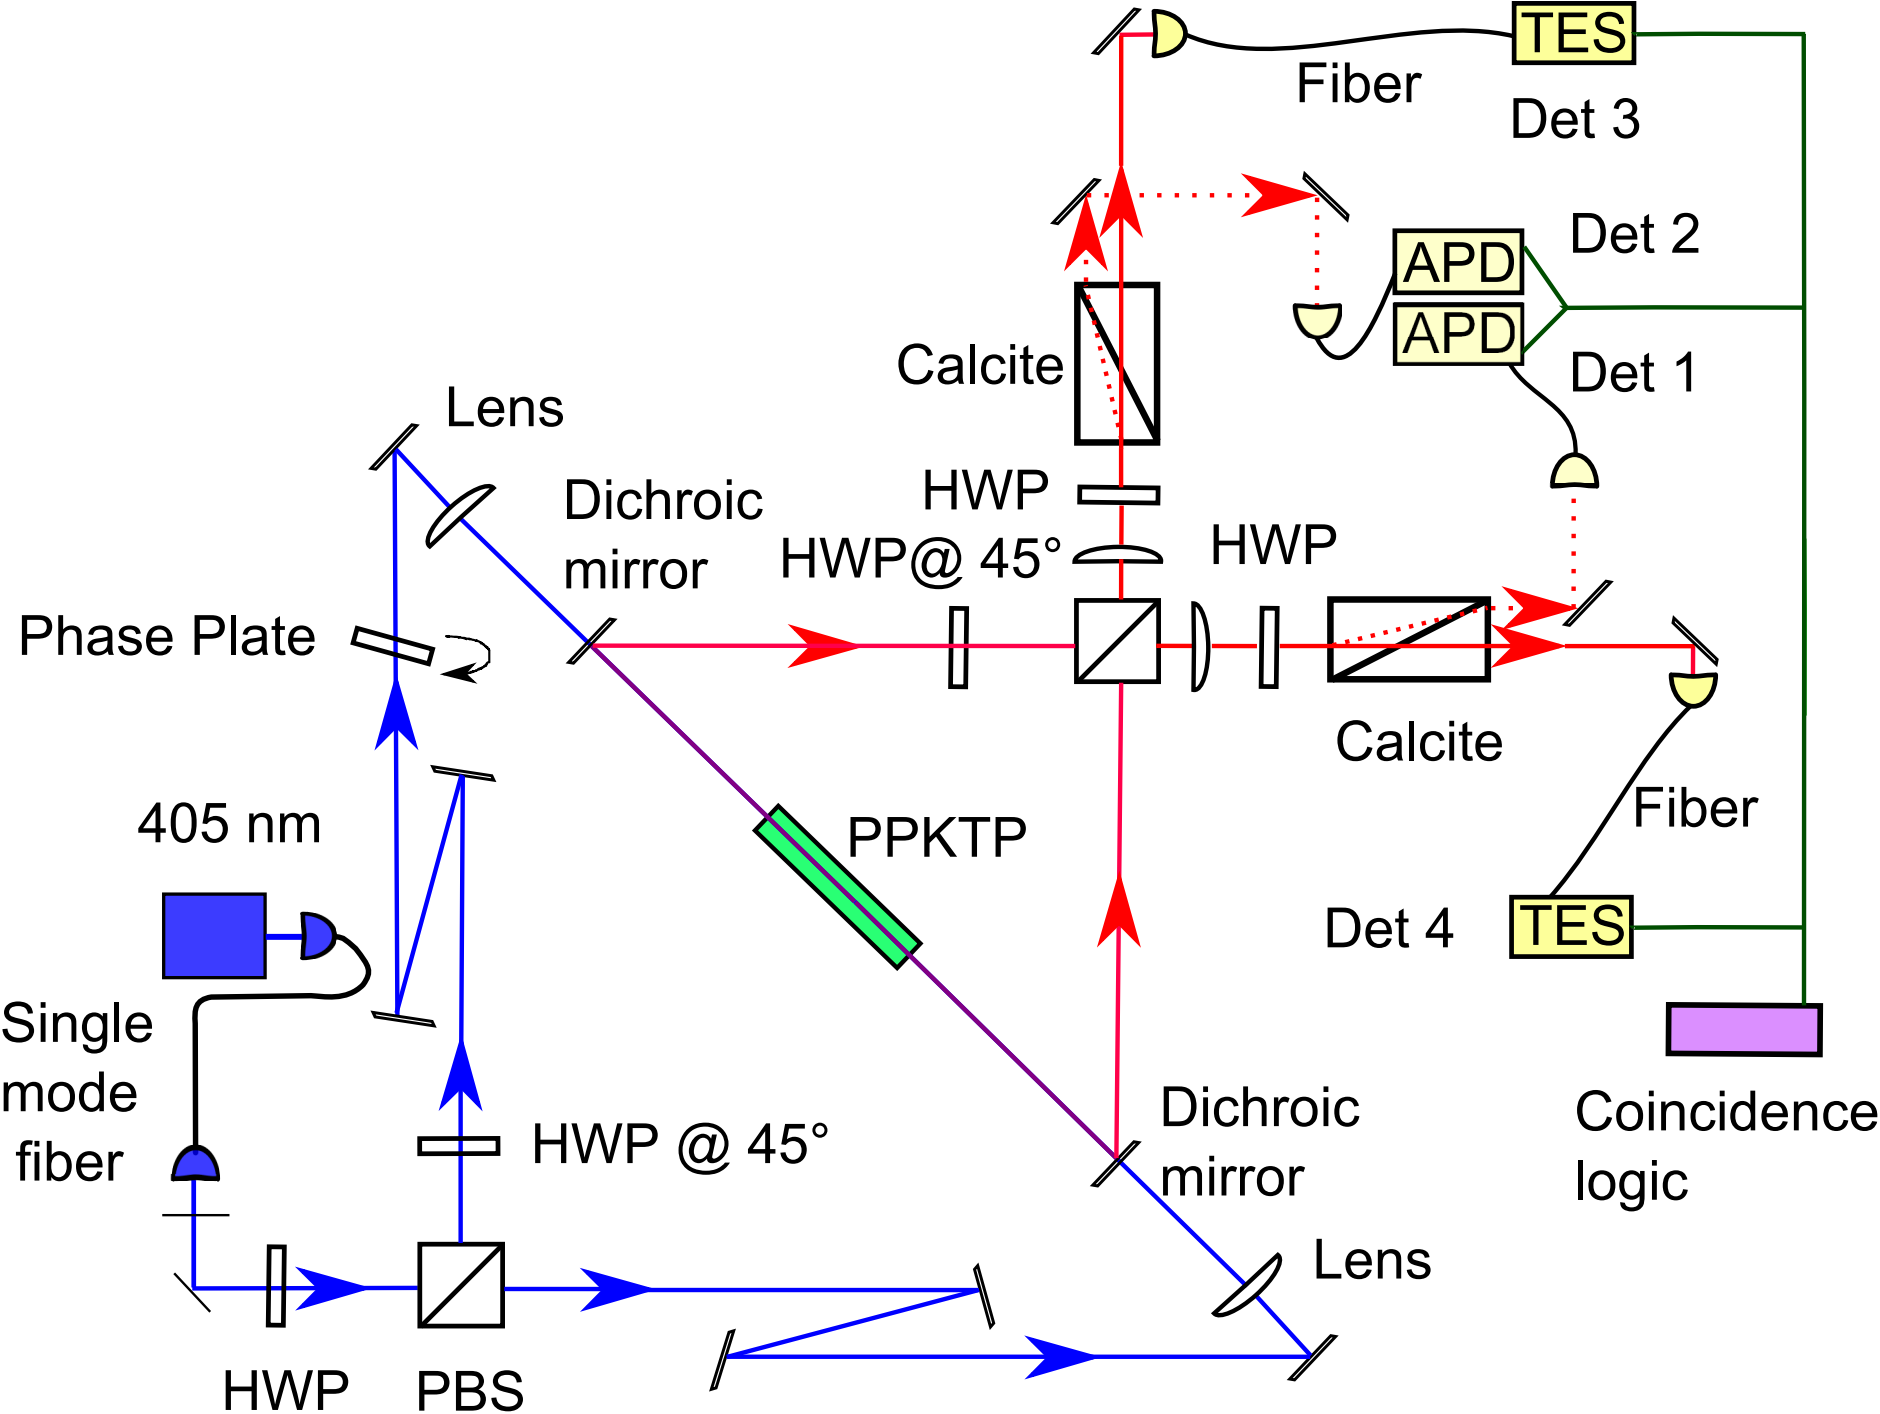 TES
Fiber
Det 3
Det 2
APD
APD
Det 1
Calcite
Lens
Dichroic
mirror
HWP
HWP@ 45°
HWP
Phase Plate
Calcite
405 nm
PPKTP
Fiber
TES
Det 4
Single
mode
fiber
HWP @ 45°
Dichroic
mirror
Coincidence
logic
Lens
HWP
PBS